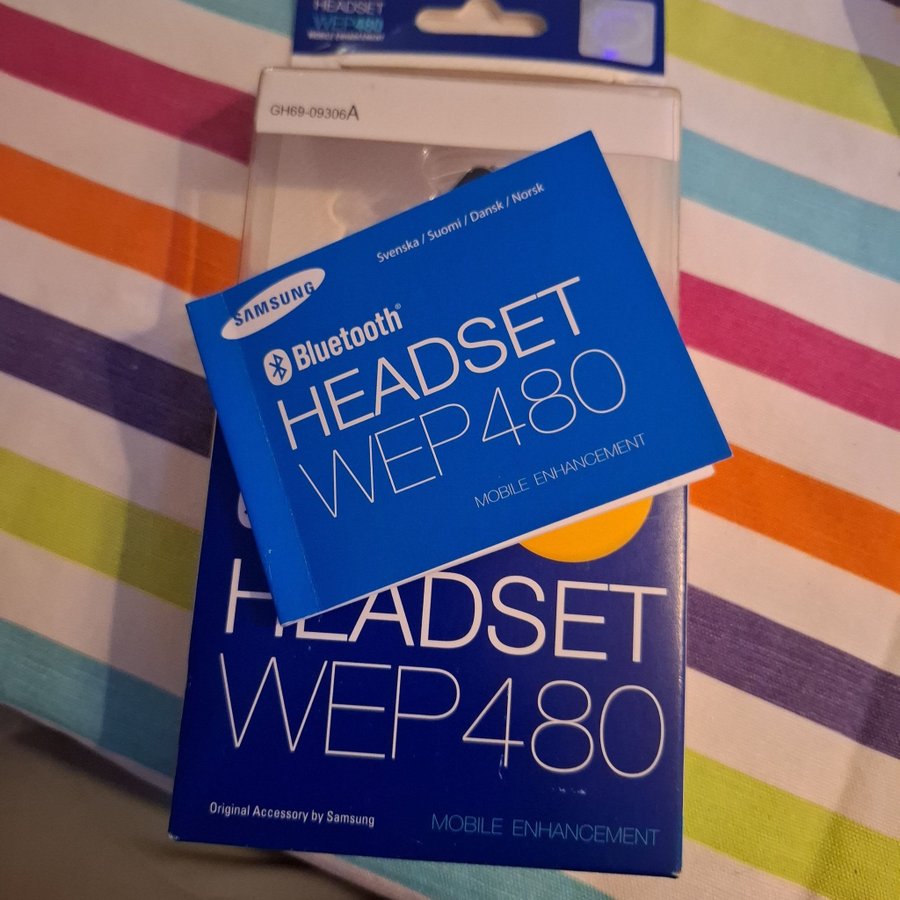 HEADSET
WEP480
MOBILE ENHANCEMENT
GH69-09306A
Svenska / Suomi / Dansk / Norsk
SAMSUNG
Bluetooth®
HEADSET
WEP480
MOBILE ENHANCEMENT
HEADSET
WEP480
Original Accessory by Samsung
MOBILE ENHANCEMENT